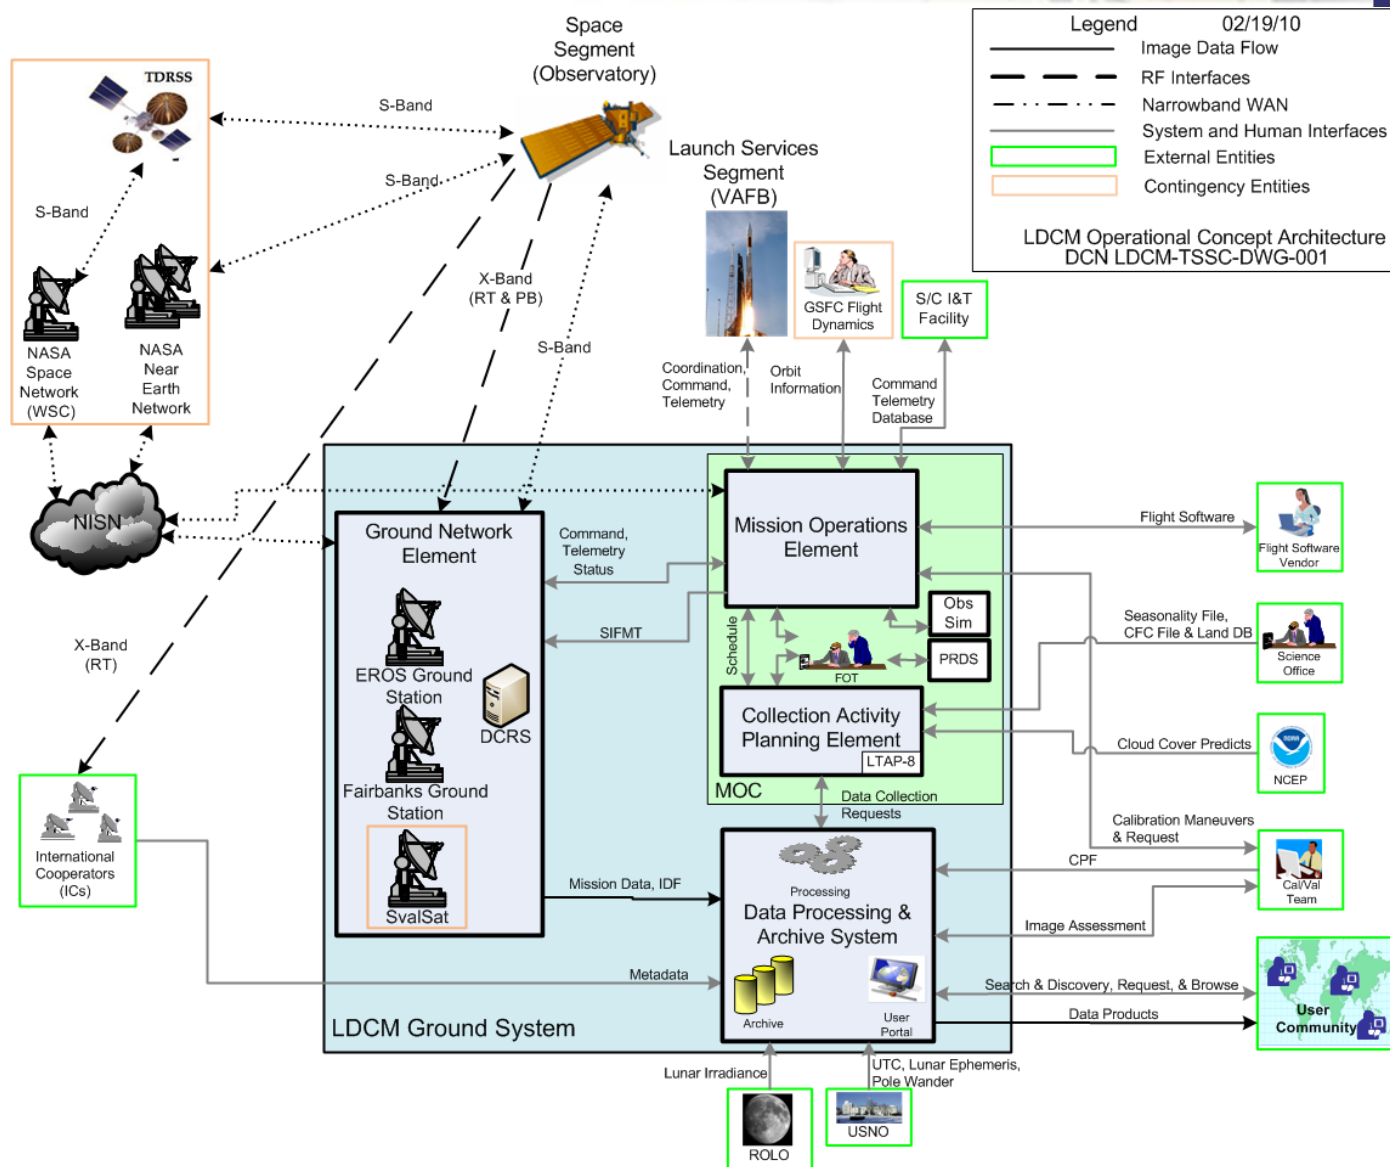 Legend 02/19/10
Image Data Flow
RF Interfaces
Narrowband WAN
System and Human Interfaces
External Entities
Contingency Entities
LDCM Operational Concept Architecture
DCN LDCM-TSSC-DWG-001
Space
Segment
(Observatory)
TDRSS
S-Band
S-Band
S-Band
NASA
Space
Network
(WSC)
NASA
Near
Earth
Network
X-Band
(RT & PB)
S-Band
Launch Services
Segment
(VAFB)
GSFC Flight
Dynamics
S/C I&T
Facility
Coordination,
Command,
Telemetry
Orbit
Information
Command
Telemetry
Database
NISN
X-Band
(RT)
International
Cooperators
(ICs)
Ground Network
Element
EROS Ground
Station
DCRS
Fairbanks Ground
Station
SvalSat
Command,
Telemetry
Status
SIFMT
Mission Operations
Element
Schedule
Obs
Sim
PRDS
FOT
Collection Activity
Planning Element
LTAP-8
MOC
Data Collection
Requests
Mission Data, IDF
Metadata
Processing
Data Processing &
Archive System
Archive
User
Portal
LDCM Ground System
Flight Software
Flight Software
Vendor
Seasonality File,
CFC File & Land DB
Science
Office
Cloud Cover Predicts
NCEP
Calibration Maneuvers
& Request
CPF
Cal/Val
Team
Image Assessment
Search & Discovery, Request, & Browse
Data Products
User
Community
Lunar Irradiance
UTC, Lunar Ephemeris,
Pole Wander
ROLO
USNO